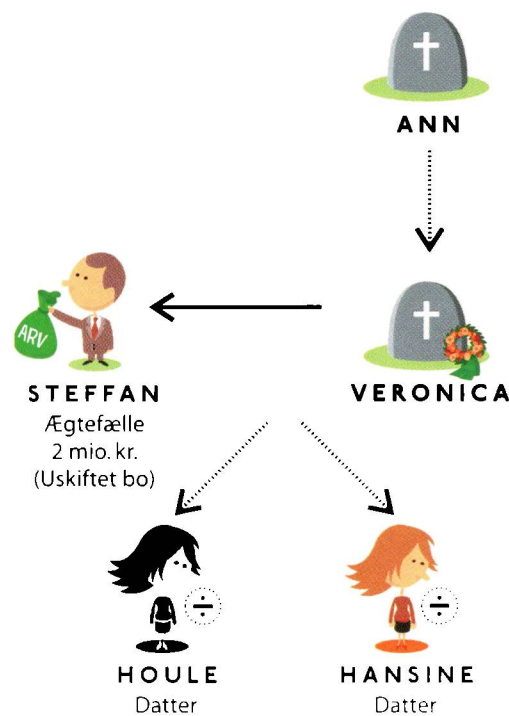 ANN
ARV
STEFFAN
Ægtefælle
2 mio. kr.
(Uskiftet bo)
VERONICA
HOULE
Datter
HANSINE
Datter